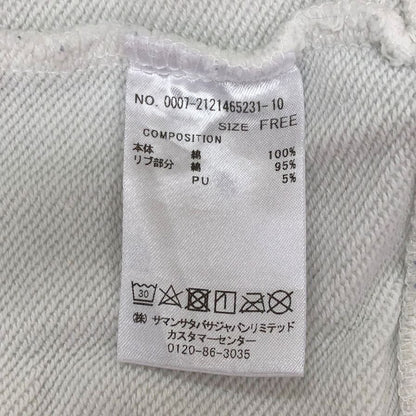 NO. 0007-2121465231-10
SIZE FREE
COMPOSITION
本体 綿 100%
リブ部分 綿 95%
PU 5%
30
(株) サマンサタバサジャパンリミテッド
カスタマーセンター
0120-86-3035